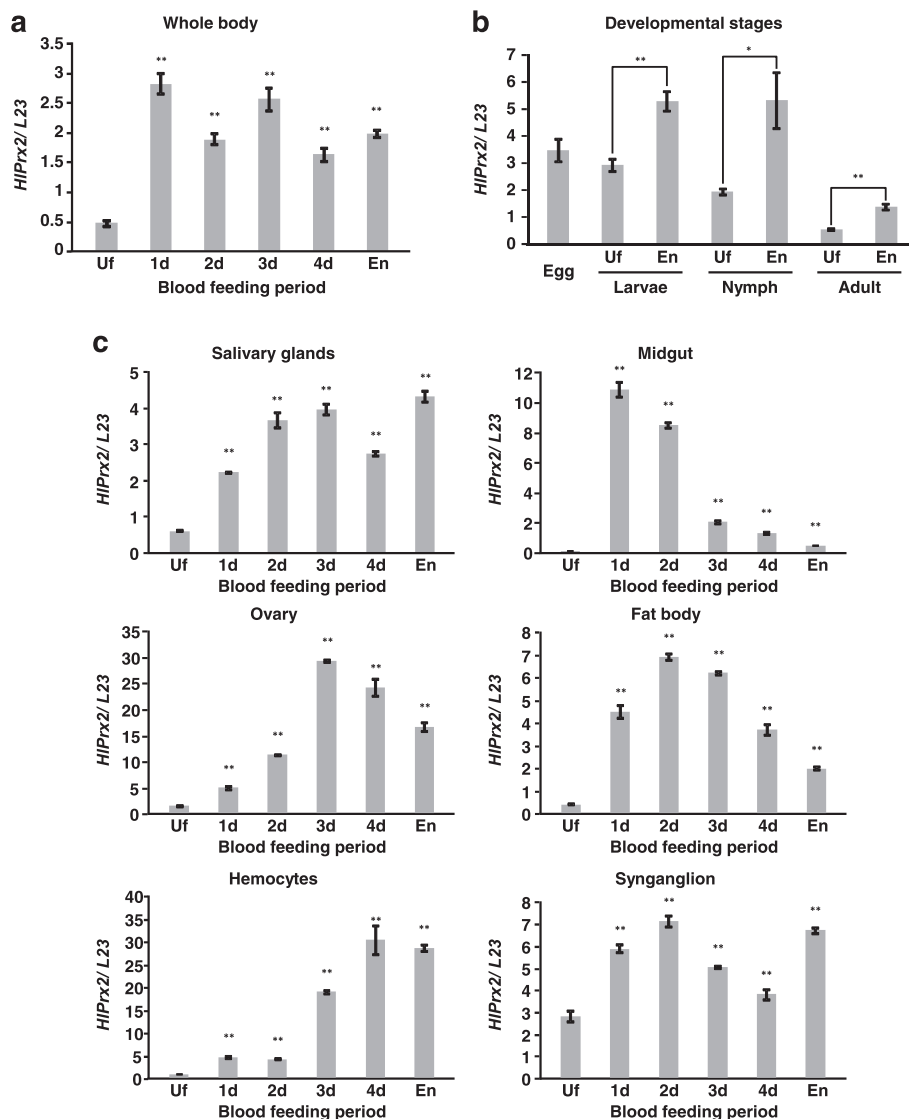 a
Whole body
HlPrx2/ L23
3.5
3
2.5
2
1.5
1
0.5
0
** ** ** ** **
Uf 1d 2d 3d 4d En
Blood feeding period
b
Developmental stages
HlPrx2/ L23
7
6
5
4
3
2
1
0
** * **
Uf En Uf En Uf En
Egg Larvae Nymph Adult
c
Salivary glands
HlPrx2/ L23
5
4
3
2
1
0
** ** ** ** **
Uf 1d 2d 3d 4d En
Blood feeding period
Midgut
HlPrx2/ L23
12
10
8
6
4
2
0
** ** ** ** **
Uf 1d 2d 3d 4d En
Blood feeding period
Ovary
HlPrx2/ L23
35
30
25
20
15
10
5
0
** ** ** ** **
Uf 1d 2d 3d 4d En
Blood feeding period
Fat body
HlPrx2/ L23
8
7
6
5
4
3
2
1
0
** ** ** ** **
Uf 1d 2d 3d 4d En
Blood feeding period
Hemocytes
HlPrx2/ L23
40
35
30
25
20
15
10
5
0
** ** ** ** **
Uf 1d 2d 3d 4d En
Blood feeding period
Synganglion
HlPrx2/ L23
8
7
6
5
4
3
2
1
0
** ** ** ** **
Uf 1d 2d 3d 4d En
Blood feeding period